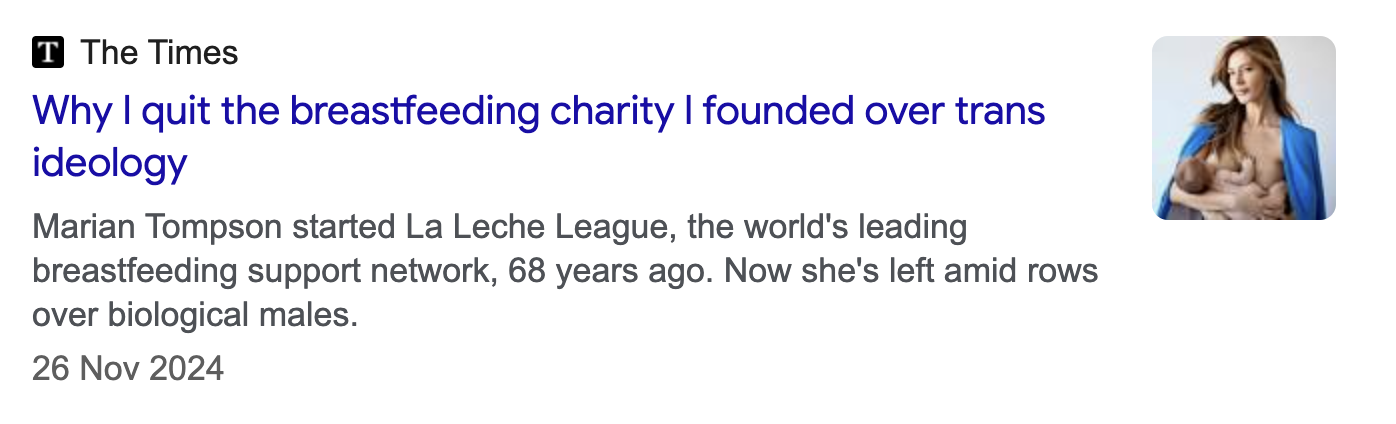 T The Times
Why I quit the breastfeeding charity I founded over trans
ideology
Marian Tompson started La Leche League, the world's leading
breastfeeding support network, 68 years ago. Now she's left amid rows
over biological males.
26 Nov 2024